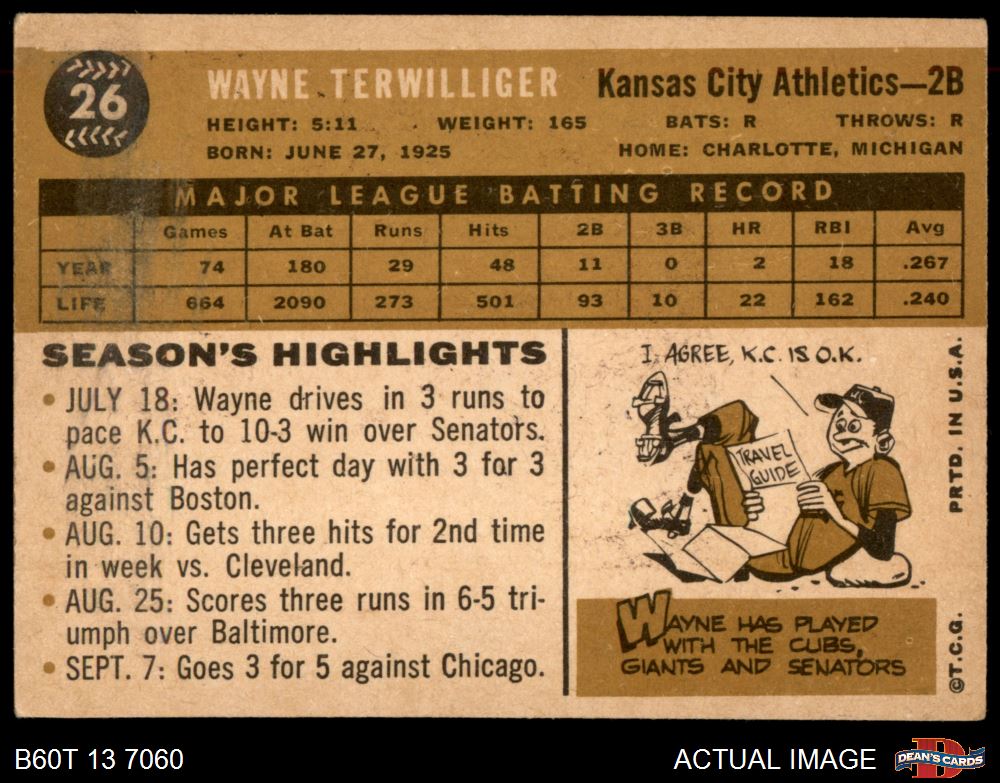 26
WAYNE TERWILLIGER
Kansas City Athletics—2B
HEIGHT: 5:11 WEIGHT: 165 BATS: R THROWS: R
BORN: JUNE 27, 1925 HOME: CHARLOTTE, MICHIGAN
MAJOR LEAGUE BATTING RECORD
Games At Bat Runs Hits 2B 3B HR RBI Avg
YEAR 74 180 29 48 11 0 2 18 .267
LIFE 664 2090 273 501 93 10 22 162 .240
SEASON'S HIGHLIGHTS
• JULY 18: Wayne drives in 3 runs to
pace K.C. to 10-3 win over Senators.
• AUG. 5: Has perfect day with 3 for 3
against Boston.
• AUG. 10: Gets three hits for 2nd time
in week vs. Cleveland.
• AUG. 25: Scores three runs in 6-5 tri-
umph over Baltimore.
• SEPT. 7: Goes 3 for 5 against Chicago.
I AGREE, K.C. IS O.K.
TRAVEL
GUIDE
WAYNE HAS PLAYED
WITH THE CUBS,
GIANTS AND SENATORS
PRTD. IN U.S.A.
©T.C.G.
B60T 13 7060
ACTUAL IMAGE
D
DEAN'S CARDS